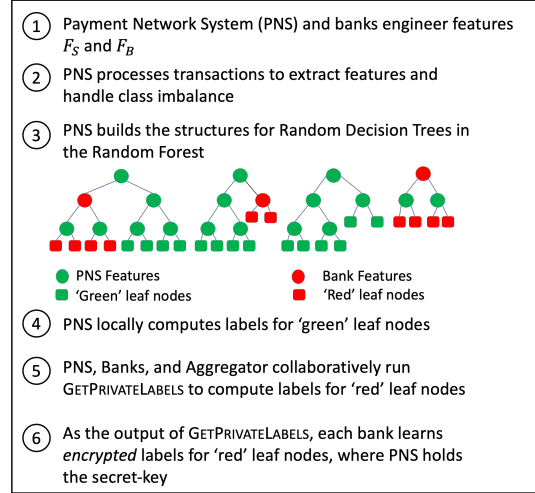 1 Payment Network System (PNS) and banks engineer features
F_S and F_B
2 PNS processes transactions to extract features and
handle class imbalance
3 PNS builds the structures for Random Decision Trees in
the Random Forest
PNS Features
Bank Features
‘Green’ leaf nodes
‘Red’ leaf nodes
4 PNS locally computes labels for ‘green’ leaf nodes
5 PNS, Banks, and Aggregator collaboratively run
GETPRIVATELABELS to compute labels for ‘red’ leaf nodes
6 As the output of GETPRIVATELABELS, each bank learns
encrypted labels for ‘red’ leaf nodes, where PNS holds
the secret-key